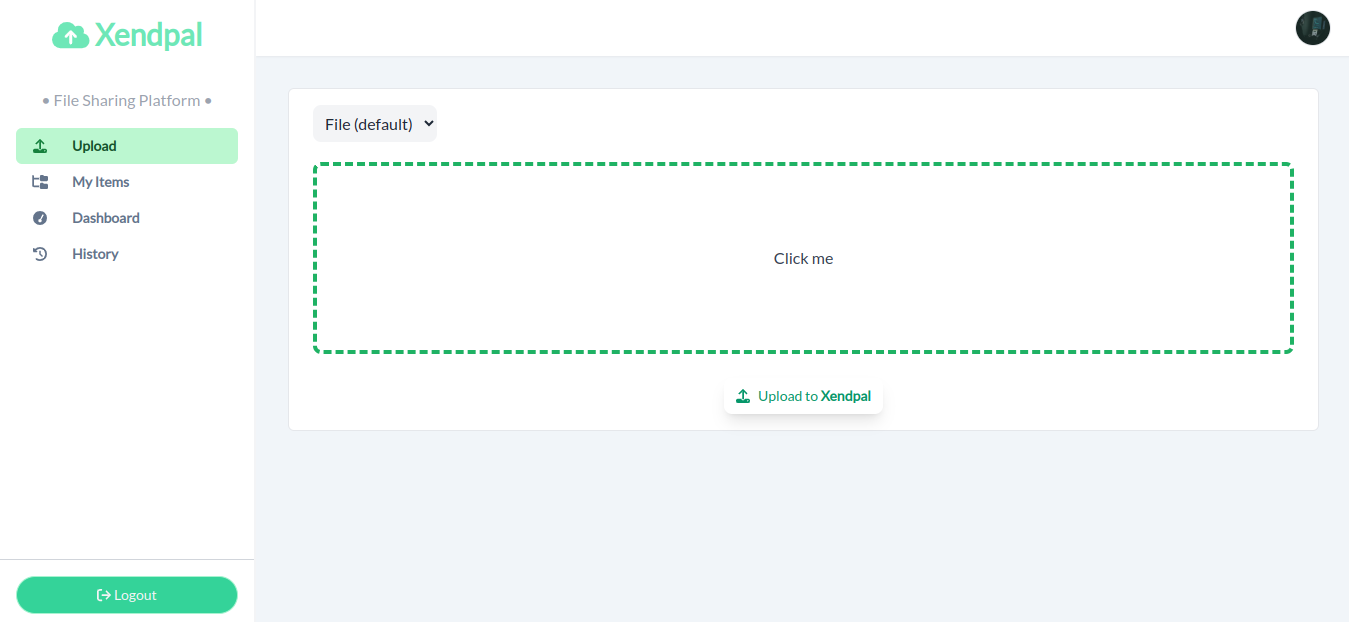 Xendpal
• File Sharing Platform •
Upload
My Items
Dashboard
History
Logout
File (default)
Click me
Upload to Xendpal